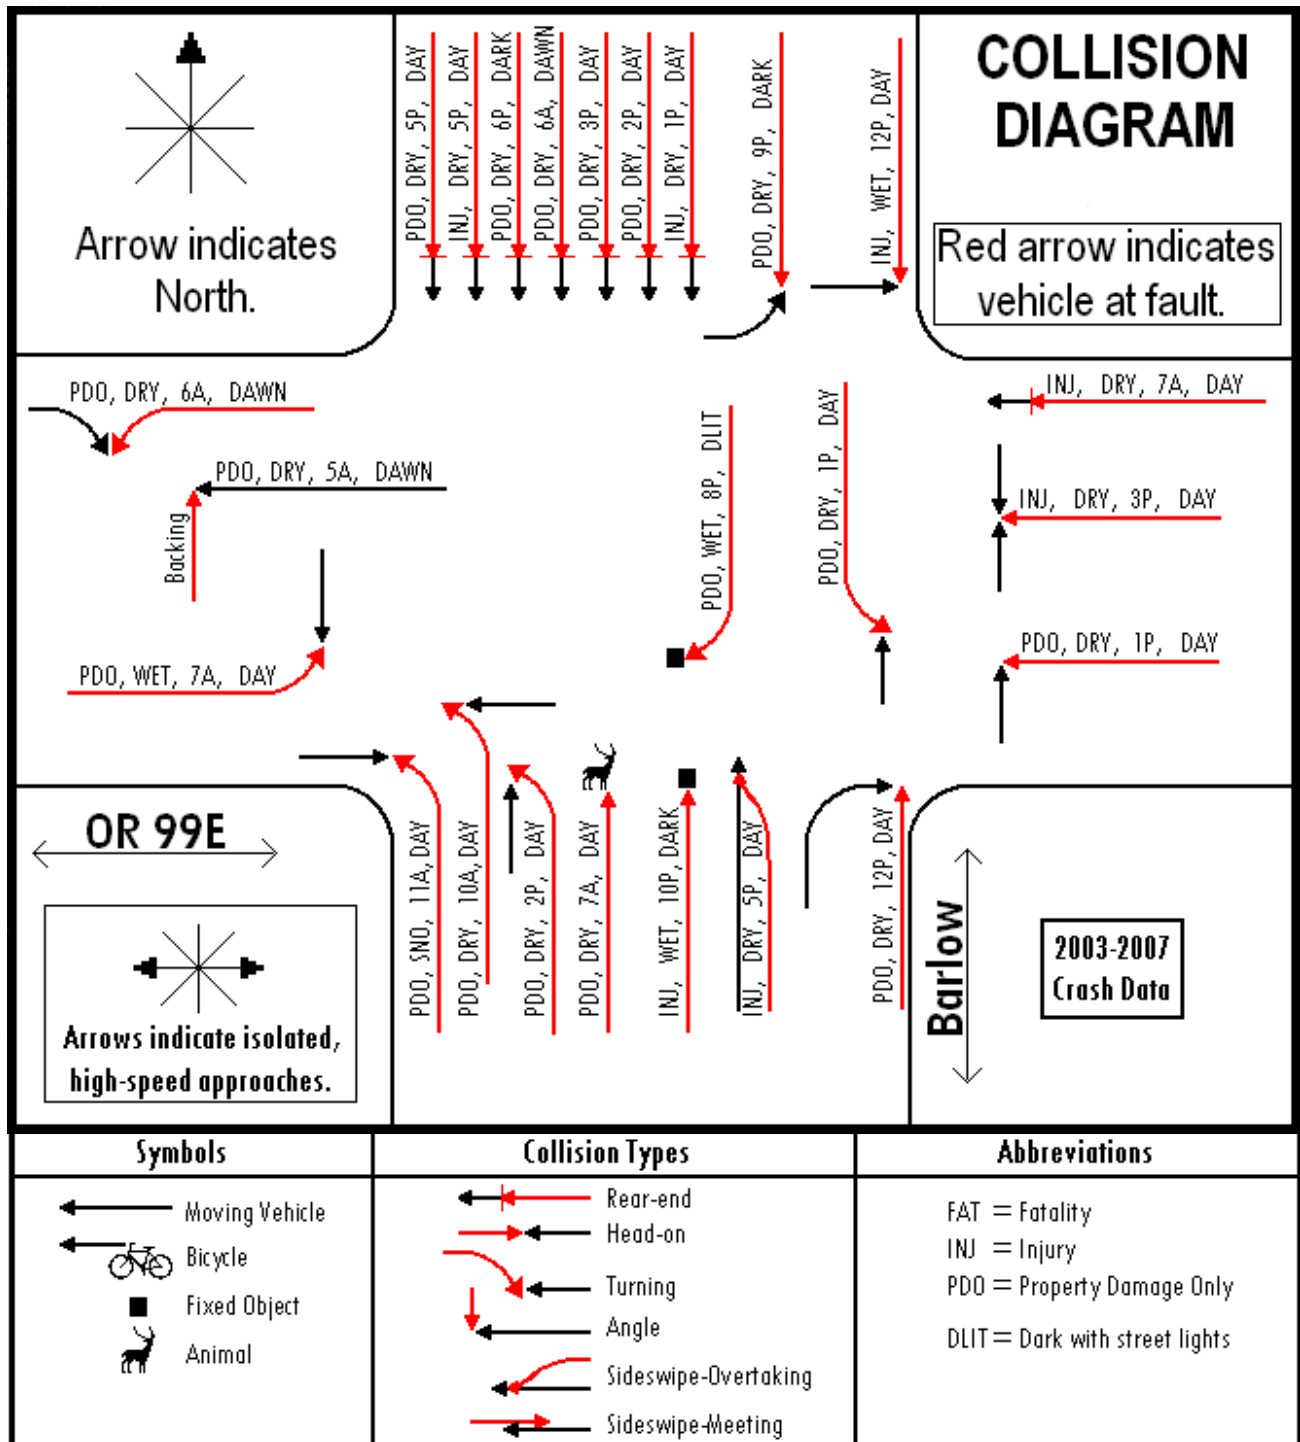 COLLISION
DIAGRAM
Arrow indicates
North.
Red arrow indicates
vehicle at fault.
PDO, DRY, 5P, DAY
INJ, DRY, 5P, DAY
PDO, DRY, 6P, DARK
PDO, DRY, 6A, DAWN
PDO, DRY, 3P, DAY
PDO, DRY, 2P, DAY
INJ, DRY, 1P, DAY
PDO, DRY, 9P, DARK
INJ, WET, 12P, DAY
PDO, DRY, 6A, DAWN
PDO, DRY, 5A, DAWN
Backing
PDO, WET, 7A, DAY
PDO, WET, 8P, DLIT
PDO, DRY, 1P, DAY
INJ, DRY, 7A, DAY
INJ, DRY, 3P, DAY
PDO, DRY, 1P, DAY
PDO, SNO, 11A, DAY
PDO, DRY, 10A, DAY
PDO, DRY, 2P, DAY
PDO, DRY, 7A, DAY
INJ, WET, 10P, DARK
INJ, DRY, 5P, DAY
PDO, DRY, 12P, DAY
OR 99E
Arrows indicate isolated,
high-speed approaches.
Barlow
2003-2007
Crash Data
Symbols
Moving Vehicle
Bicycle
Fixed Object
Animal
Collision Types
Rear-end
Head-on
Turning
Angle
Sideswipe-Overtaking
Sideswipe-Meeting
Abbreviations
FAT = Fatality
INJ = Injury
PDO = Property Damage Only
DLIT = Dark with street lights